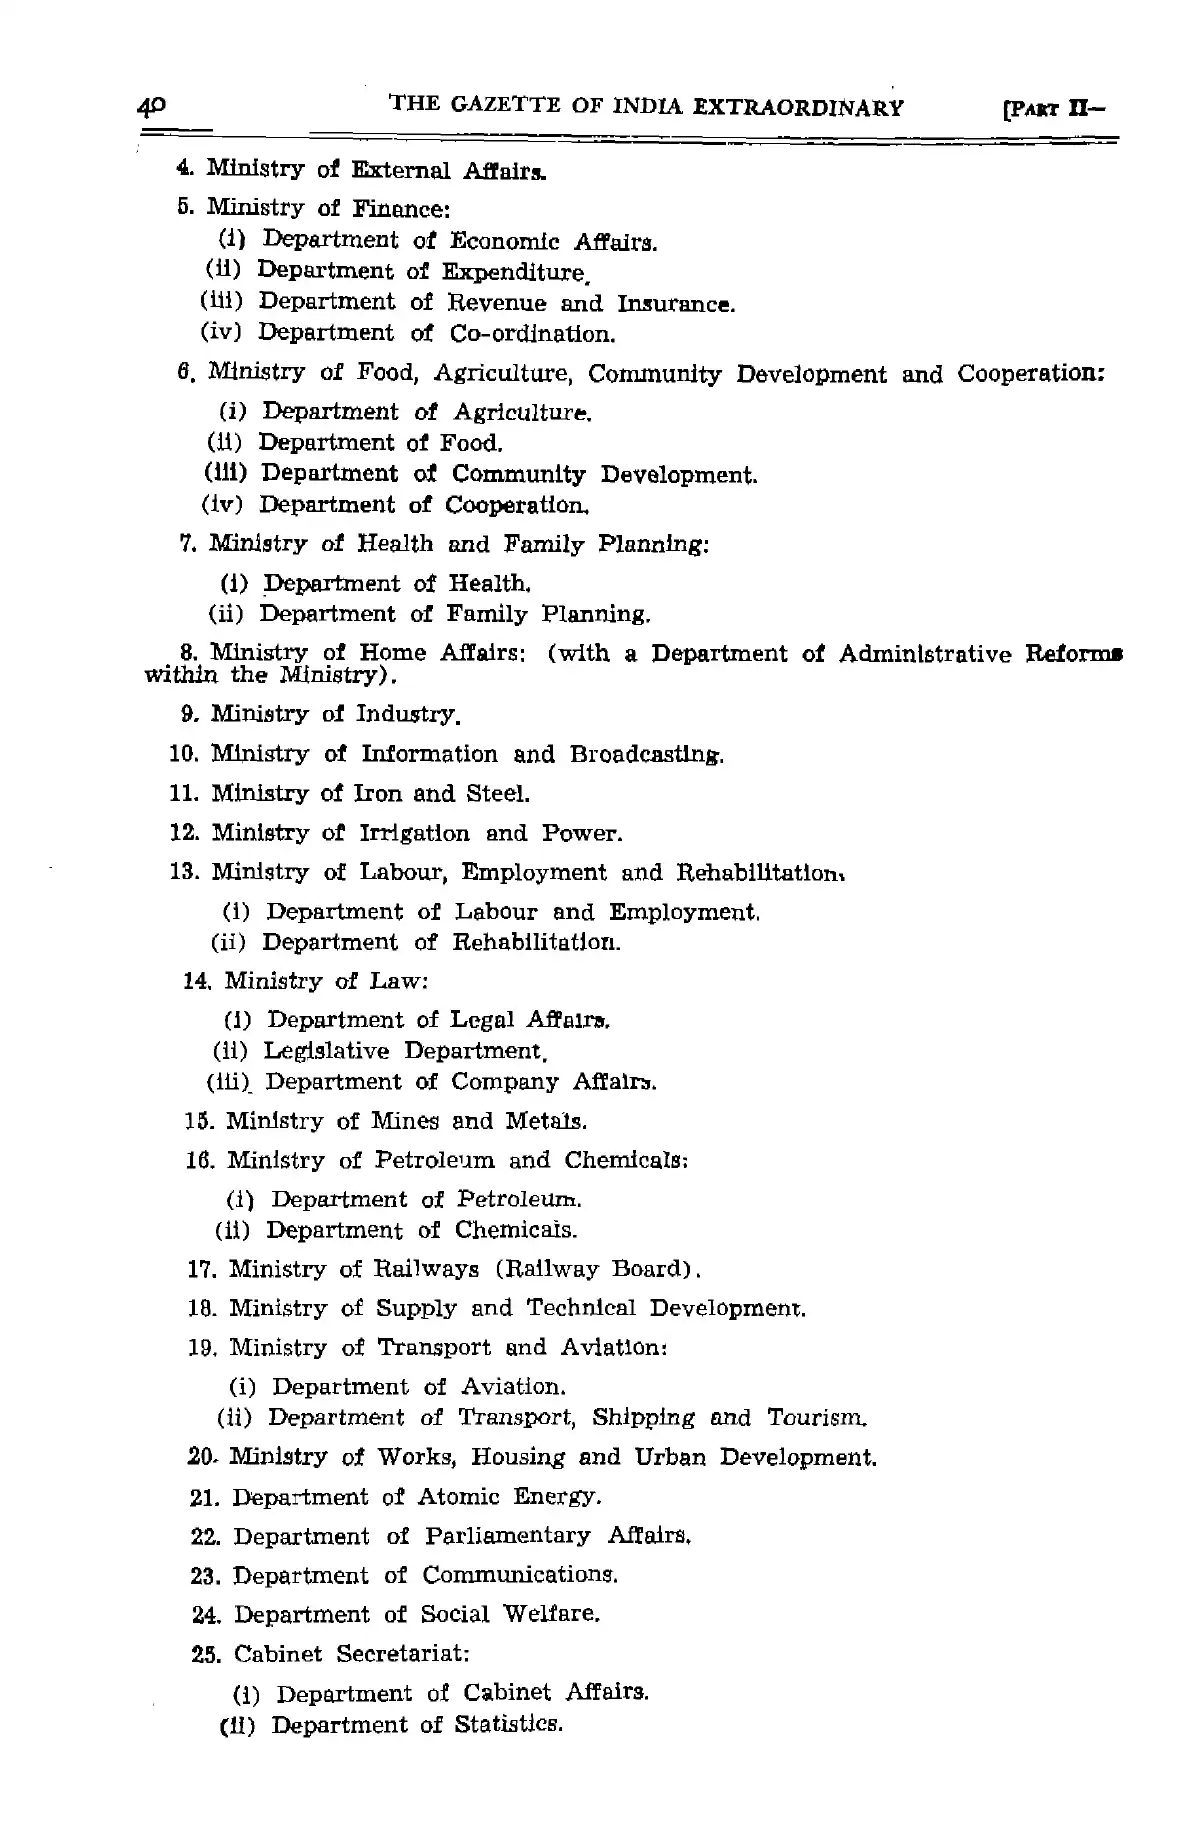 40 THE GAZETTE OF INDIA EXTRAORDINARY [PART II—
4. Ministry of External Affairs.
5. Ministry of Finance:
(i) Department of Economic Affairs.
(ii) Department of Expenditure.
(iii) Department of Revenue and Insurance.
(iv) Department of Co-ordination.
6. Ministry of Food, Agriculture, Community Development and Cooperation:
(i) Department of Agriculture.
(ii) Department of Food.
(iii) Department of Community Development.
(iv) Department of Cooperation.
7. Ministry of Health and Family Planning:
(i) Department of Health.
(ii) Department of Family Planning.
8. Ministry of Home Affairs: (with a Department of Administrative Reforms
within the Ministry).
9. Ministry of Industry.
10. Ministry of Information and Broadcasting.
11. Ministry of Iron and Steel.
12. Ministry of Irrigation and Power.
13. Ministry of Labour, Employment and Rehabilitation.
(i) Department of Labour and Employment.
(ii) Department of Rehabilitation.
14. Ministry of Law:
(i) Department of Legal Affairs.
(ii) Legislative Department.
(iii) Department of Company Affairs.
15. Ministry of Mines and Metals.
16. Ministry of Petroleum and Chemicals:
(i) Department of Petroleum.
(ii) Department of Chemicals.
17. Ministry of Railways (Railway Board).
18. Ministry of Supply and Technical Development.
19. Ministry of Transport and Aviation:
(i) Department of Aviation.
(ii) Department of Transport, Shipping and Tourism.
20. Ministry of Works, Housing and Urban Development.
21. Department of Atomic Energy.
22. Department of Parliamentary Affairs.
23. Department of Communications.
24. Department of Social Welfare.
25. Cabinet Secretariat:
(i) Department of Cabinet Affairs.
(ii) Department of Statistics.